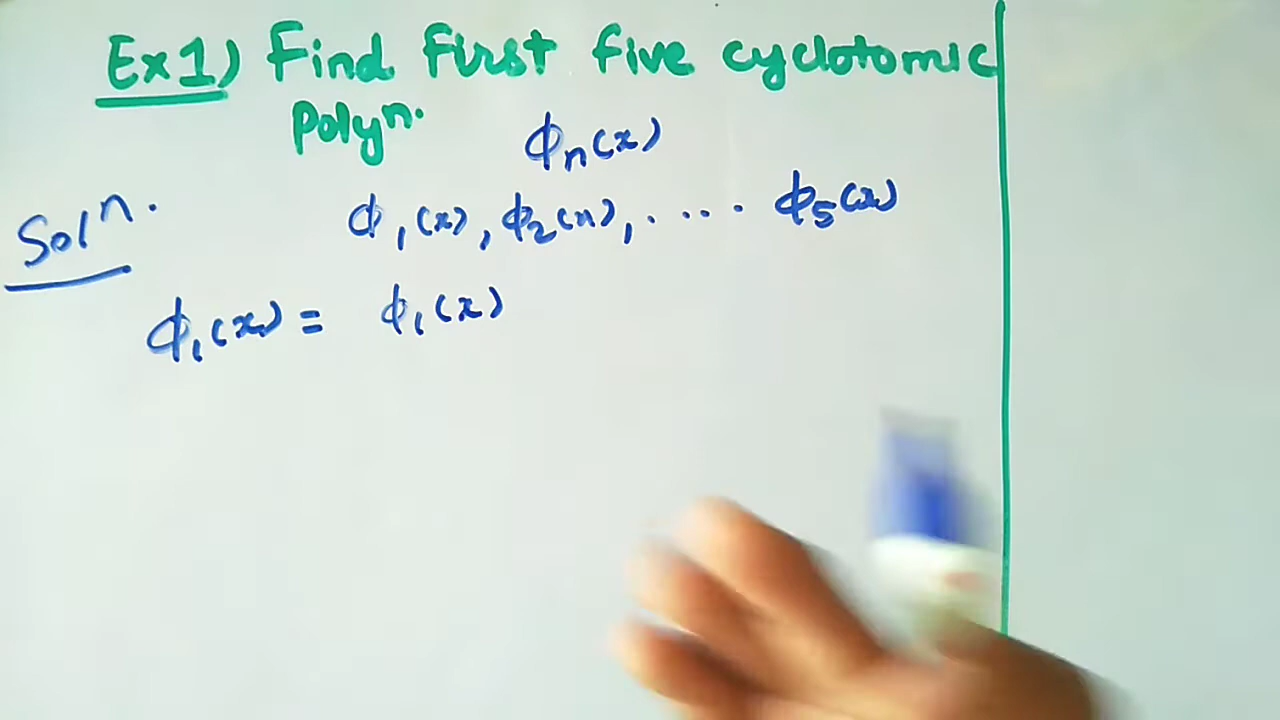 Ex1) Find First five cyclotomic
Polyⁿ.
ϕₙ(x)
Solⁿ.
ϕ₁(x), ϕ₂(x), . . . . ϕ₅(x)
ϕ₁(x) = ϕ₁(x)